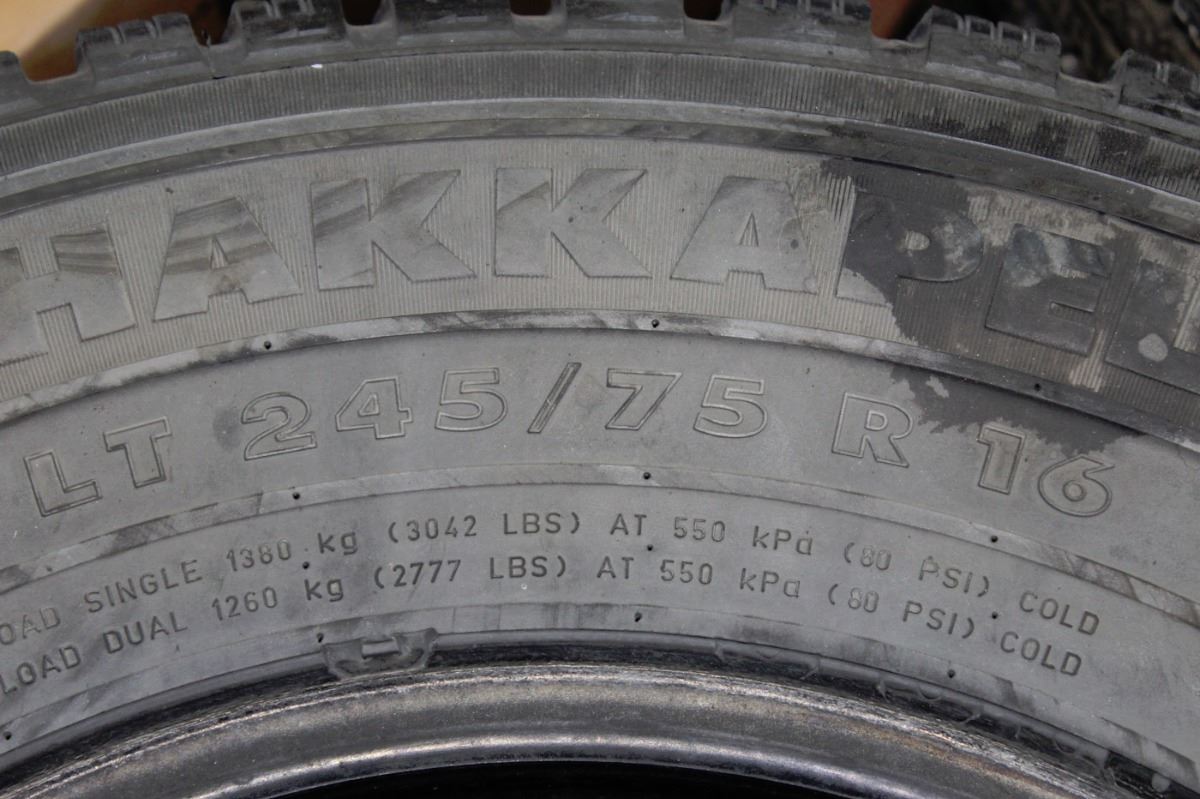 HAKKAPEL
LT 245/75 R 16
OAD SINGLE 1380 kg (3042 LBS) AT 550 kPa (80 PSI) COLD
LOAD DUAL 1260 kg (2777 LBS) AT 550 kPa (80 PSI) COLD